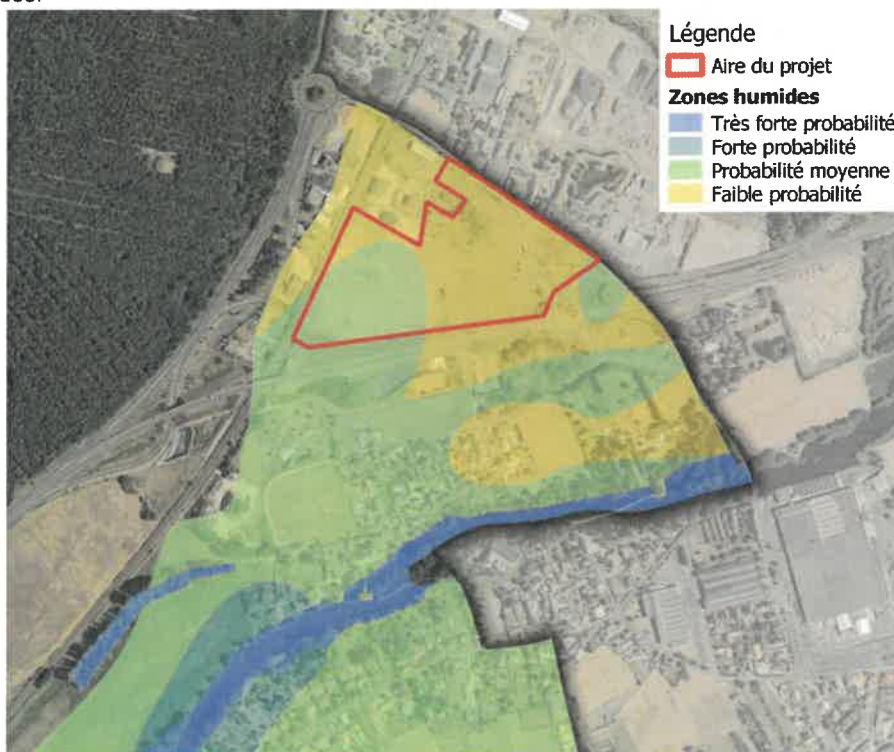 Légende
Aire du projet
Zones humides
Très forte probabilité
Forte probabilité
Probabilité moyenne
Faible probabilité